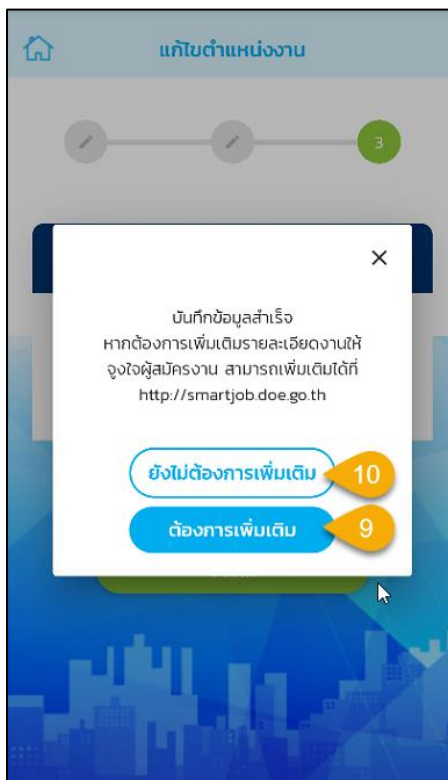 แก้ไขตำแหน่งงาน
3
บันทึกข้อมูลสำเร็จ
หากต้องการเพิ่มเติมรายละเอียดงานให้
จูงใจผู้สมัครงาน สามารถเพิ่มเติมได้ที่
http://smartjob.doe.go.th
ยังไม่ต้องการเพิ่มเติม
10
ต้องการเพิ่มเติม
9